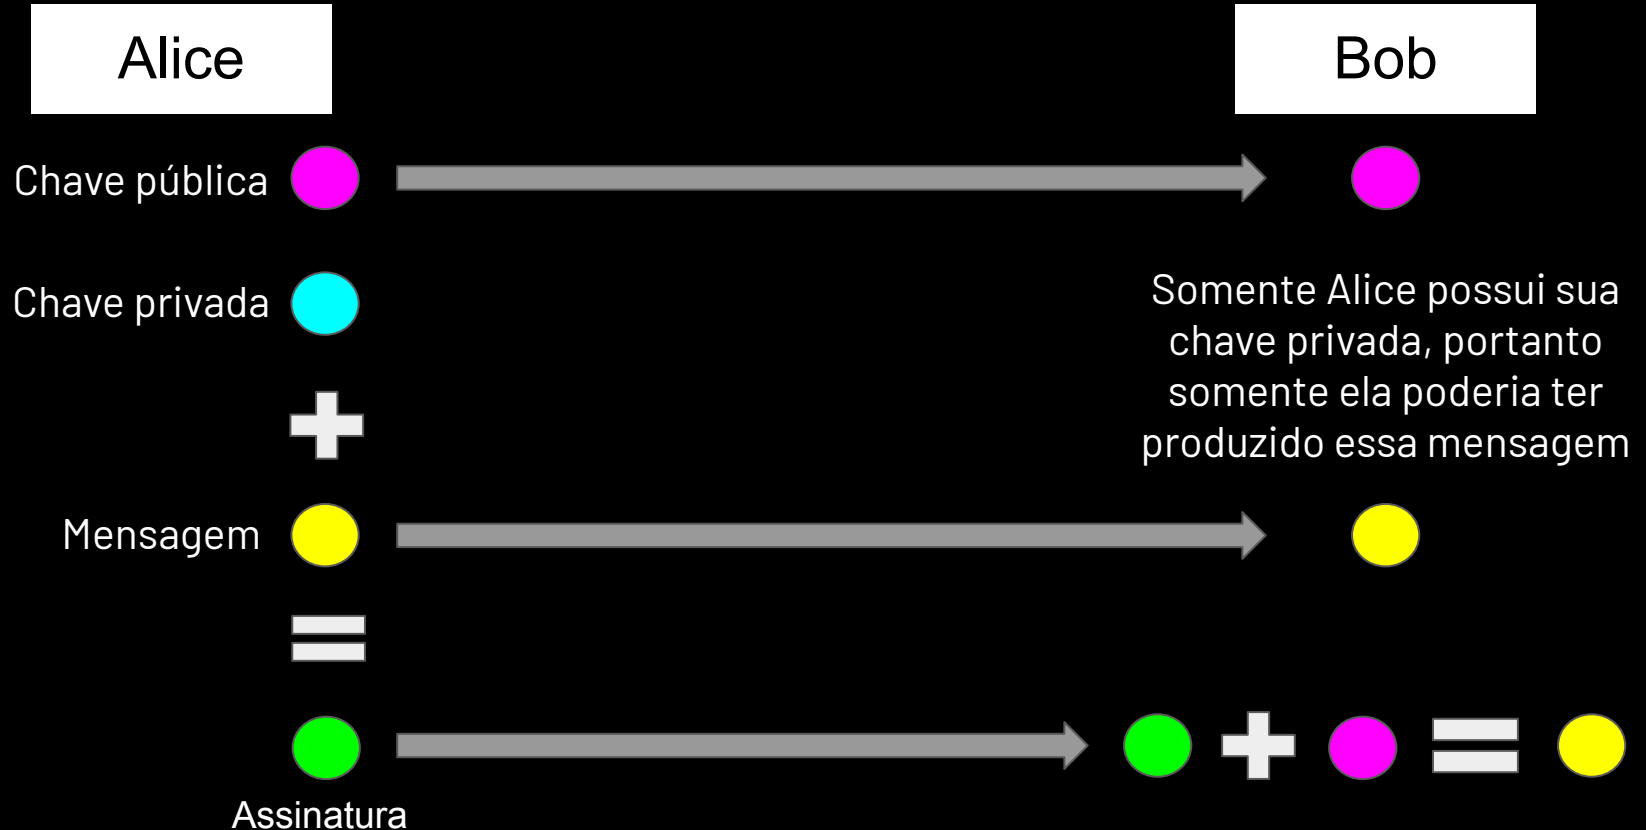 Alice
Bob
Chave pública
Chave privada
Somente Alice possui sua
chave privada, portanto
somente ela poderia ter
produzido essa mensagem
Mensagem
Assinatura